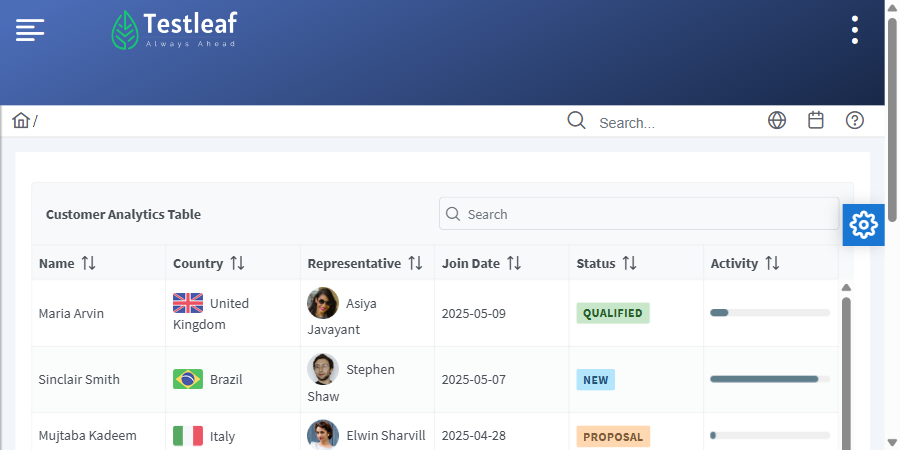 Testleaf
Always Ahead
/
Search...
Customer Analytics Table
Search
Name Country Representative Join Date Status Activity
Maria Arvin United Kingdom Asiya Javayant 2025-05-09 QUALIFIED
Sinclair Smith Brazil Stephen Shaw 2025-05-07 NEW
Mujtaba Kadeem Italy Elwin Sharvill 2025-04-28 PROPOSAL